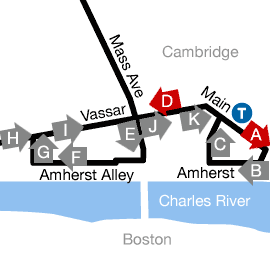 Mass Ave
Cambridge
Main
D
Vassar
T
H
I
E
J
K
A
G
F
C
B
Amherst Alley
Amherst
Charles River
Boston